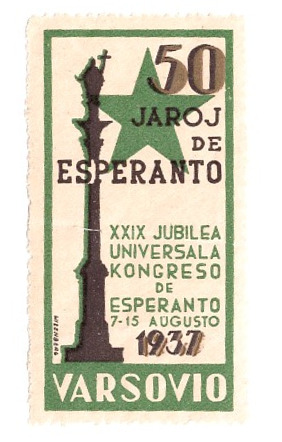 50
JAROJ
DE
ESPERANTO
XXIX JUBILEA
UNIVERSALA
KONGRESO
DE
ESPERANTO
7-15 AUGUSTO
1937
VARSOVIO